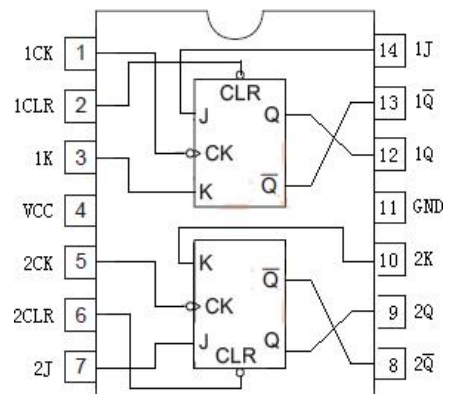 1CK 1 14 1J
CLR
1CLR 2 J Q 13 1Q̅
CK
1K 3 K Q̅ 12 1Q
VCC 4 11 GND
2CK 5 K Q̅ 10 2K
CK
2CLR 6 J Q 9 2Q
CLR
2J 7 8 2Q̅